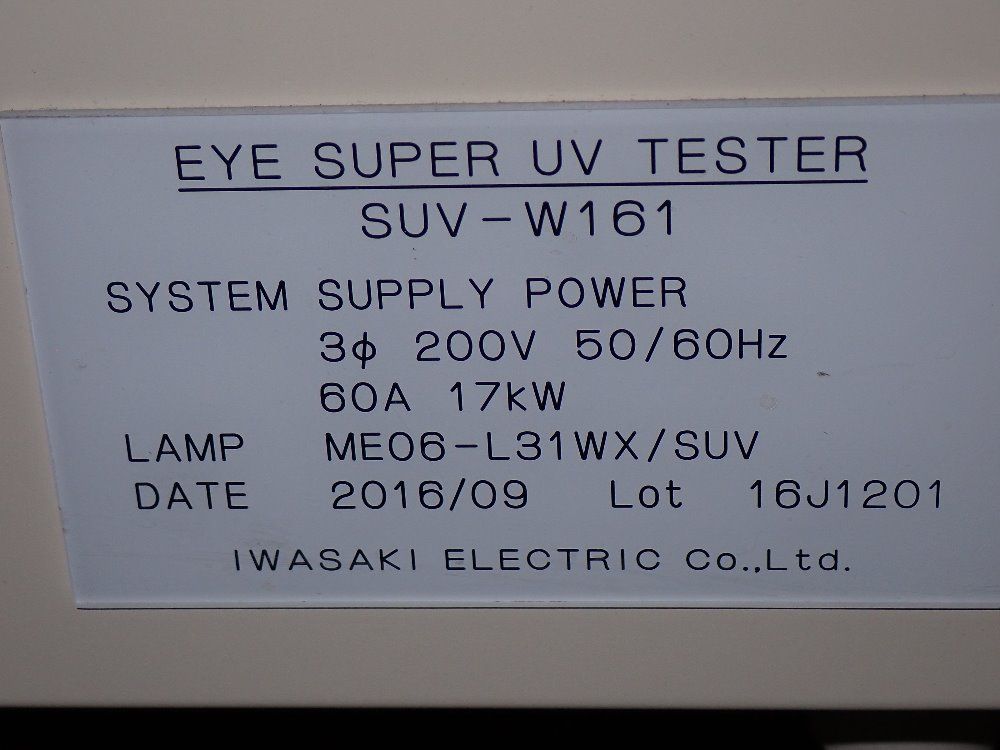 EYE SUPER UV TESTER
SUV-W161
SYSTEM SUPPLY POWER
3φ 200V 50/60Hz
60A 17kW
LAMP ME06-L31WX/SUV
DATE 2016/09 Lot 16J1201
IWASAKI ELECTRIC Co.,Ltd.